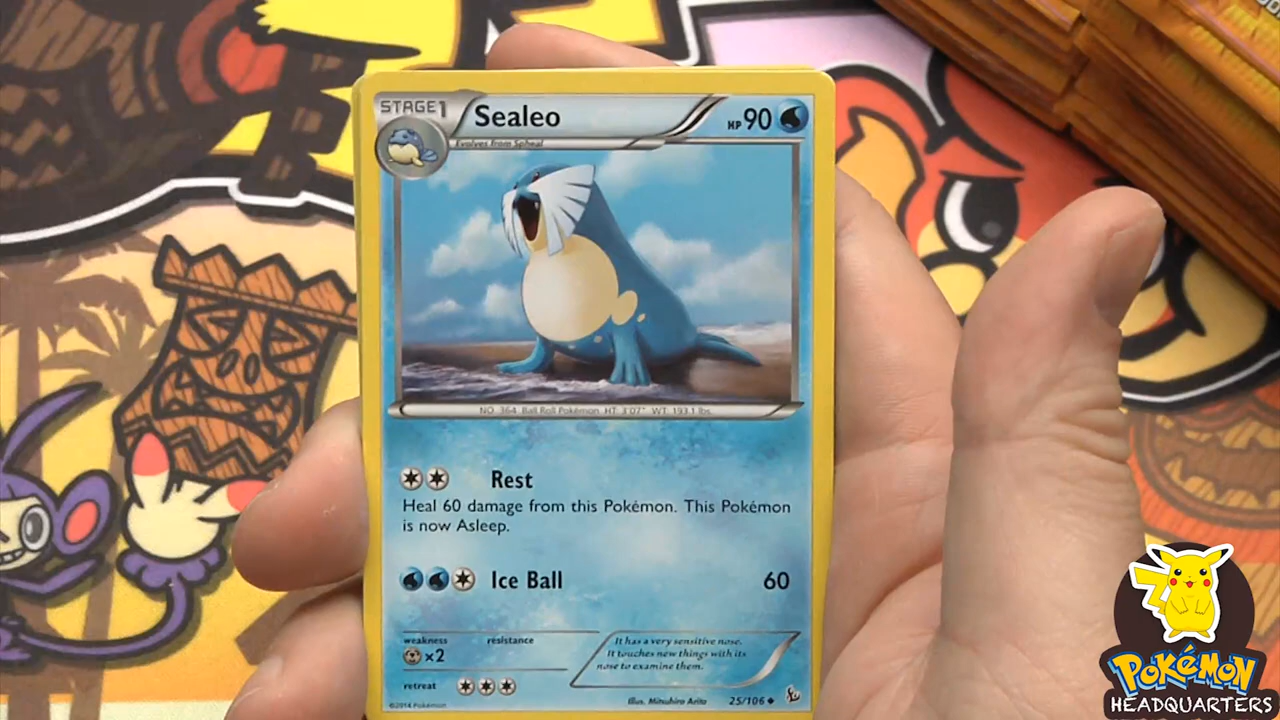 STAGE1
Sealeo
HP 90
Evolves from Spheal
NO. 364 Ball Roll Pokémon HT: 3'07" WT: 193.1 lbs.
Rest
Heal 60 damage from this Pokémon. This Pokémon
is now Asleep.
Ice Ball 60
weakness resistance
×2
retreat
It has a very sensitive nose.
It touches new things with its
nose to examine them.
Illus. Mitsuhiro Arita 25/106
©2014 Pokémon
POKéMON
HEADQUARTERS